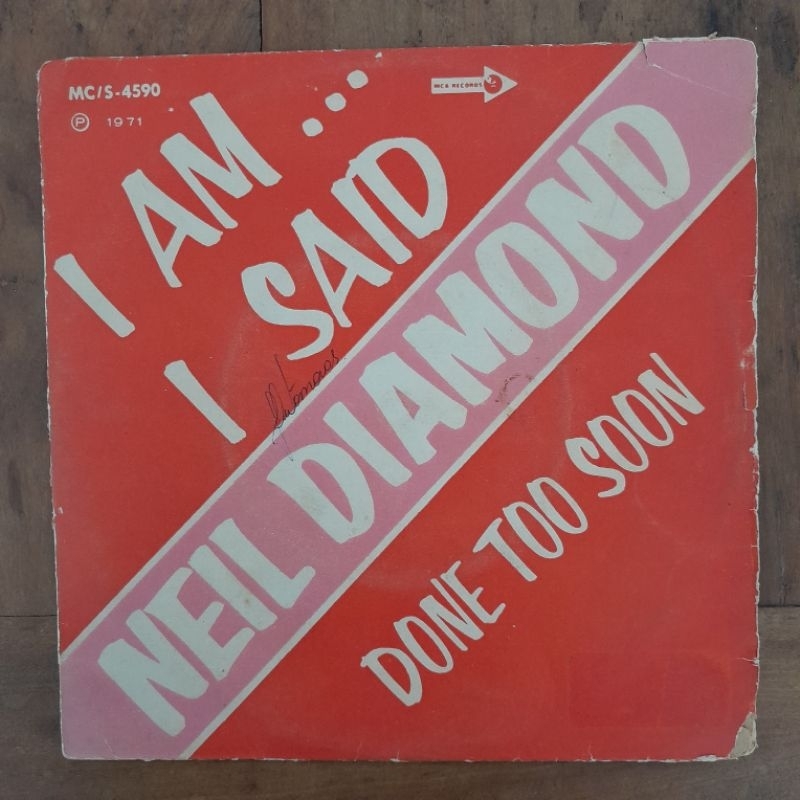 MC/S-4590
Ⓟ 1971
MCA RECORDS
I AM ...
I SAID
NEIL DIAMOND
DONE TOO SOON